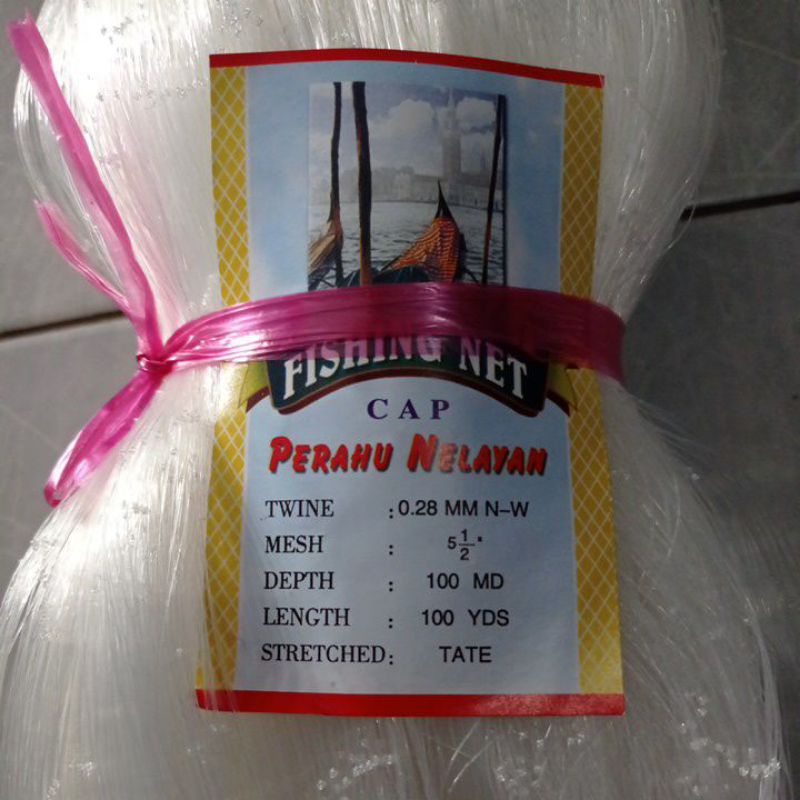 FISHING NET
CAP
PERAHU NELAYAN
TWINE : 0.28 MM N-W
MESH : 5 1/2"
DEPTH : 100 MD
LENGTH : 100 YDS
STRETCHED: TATE